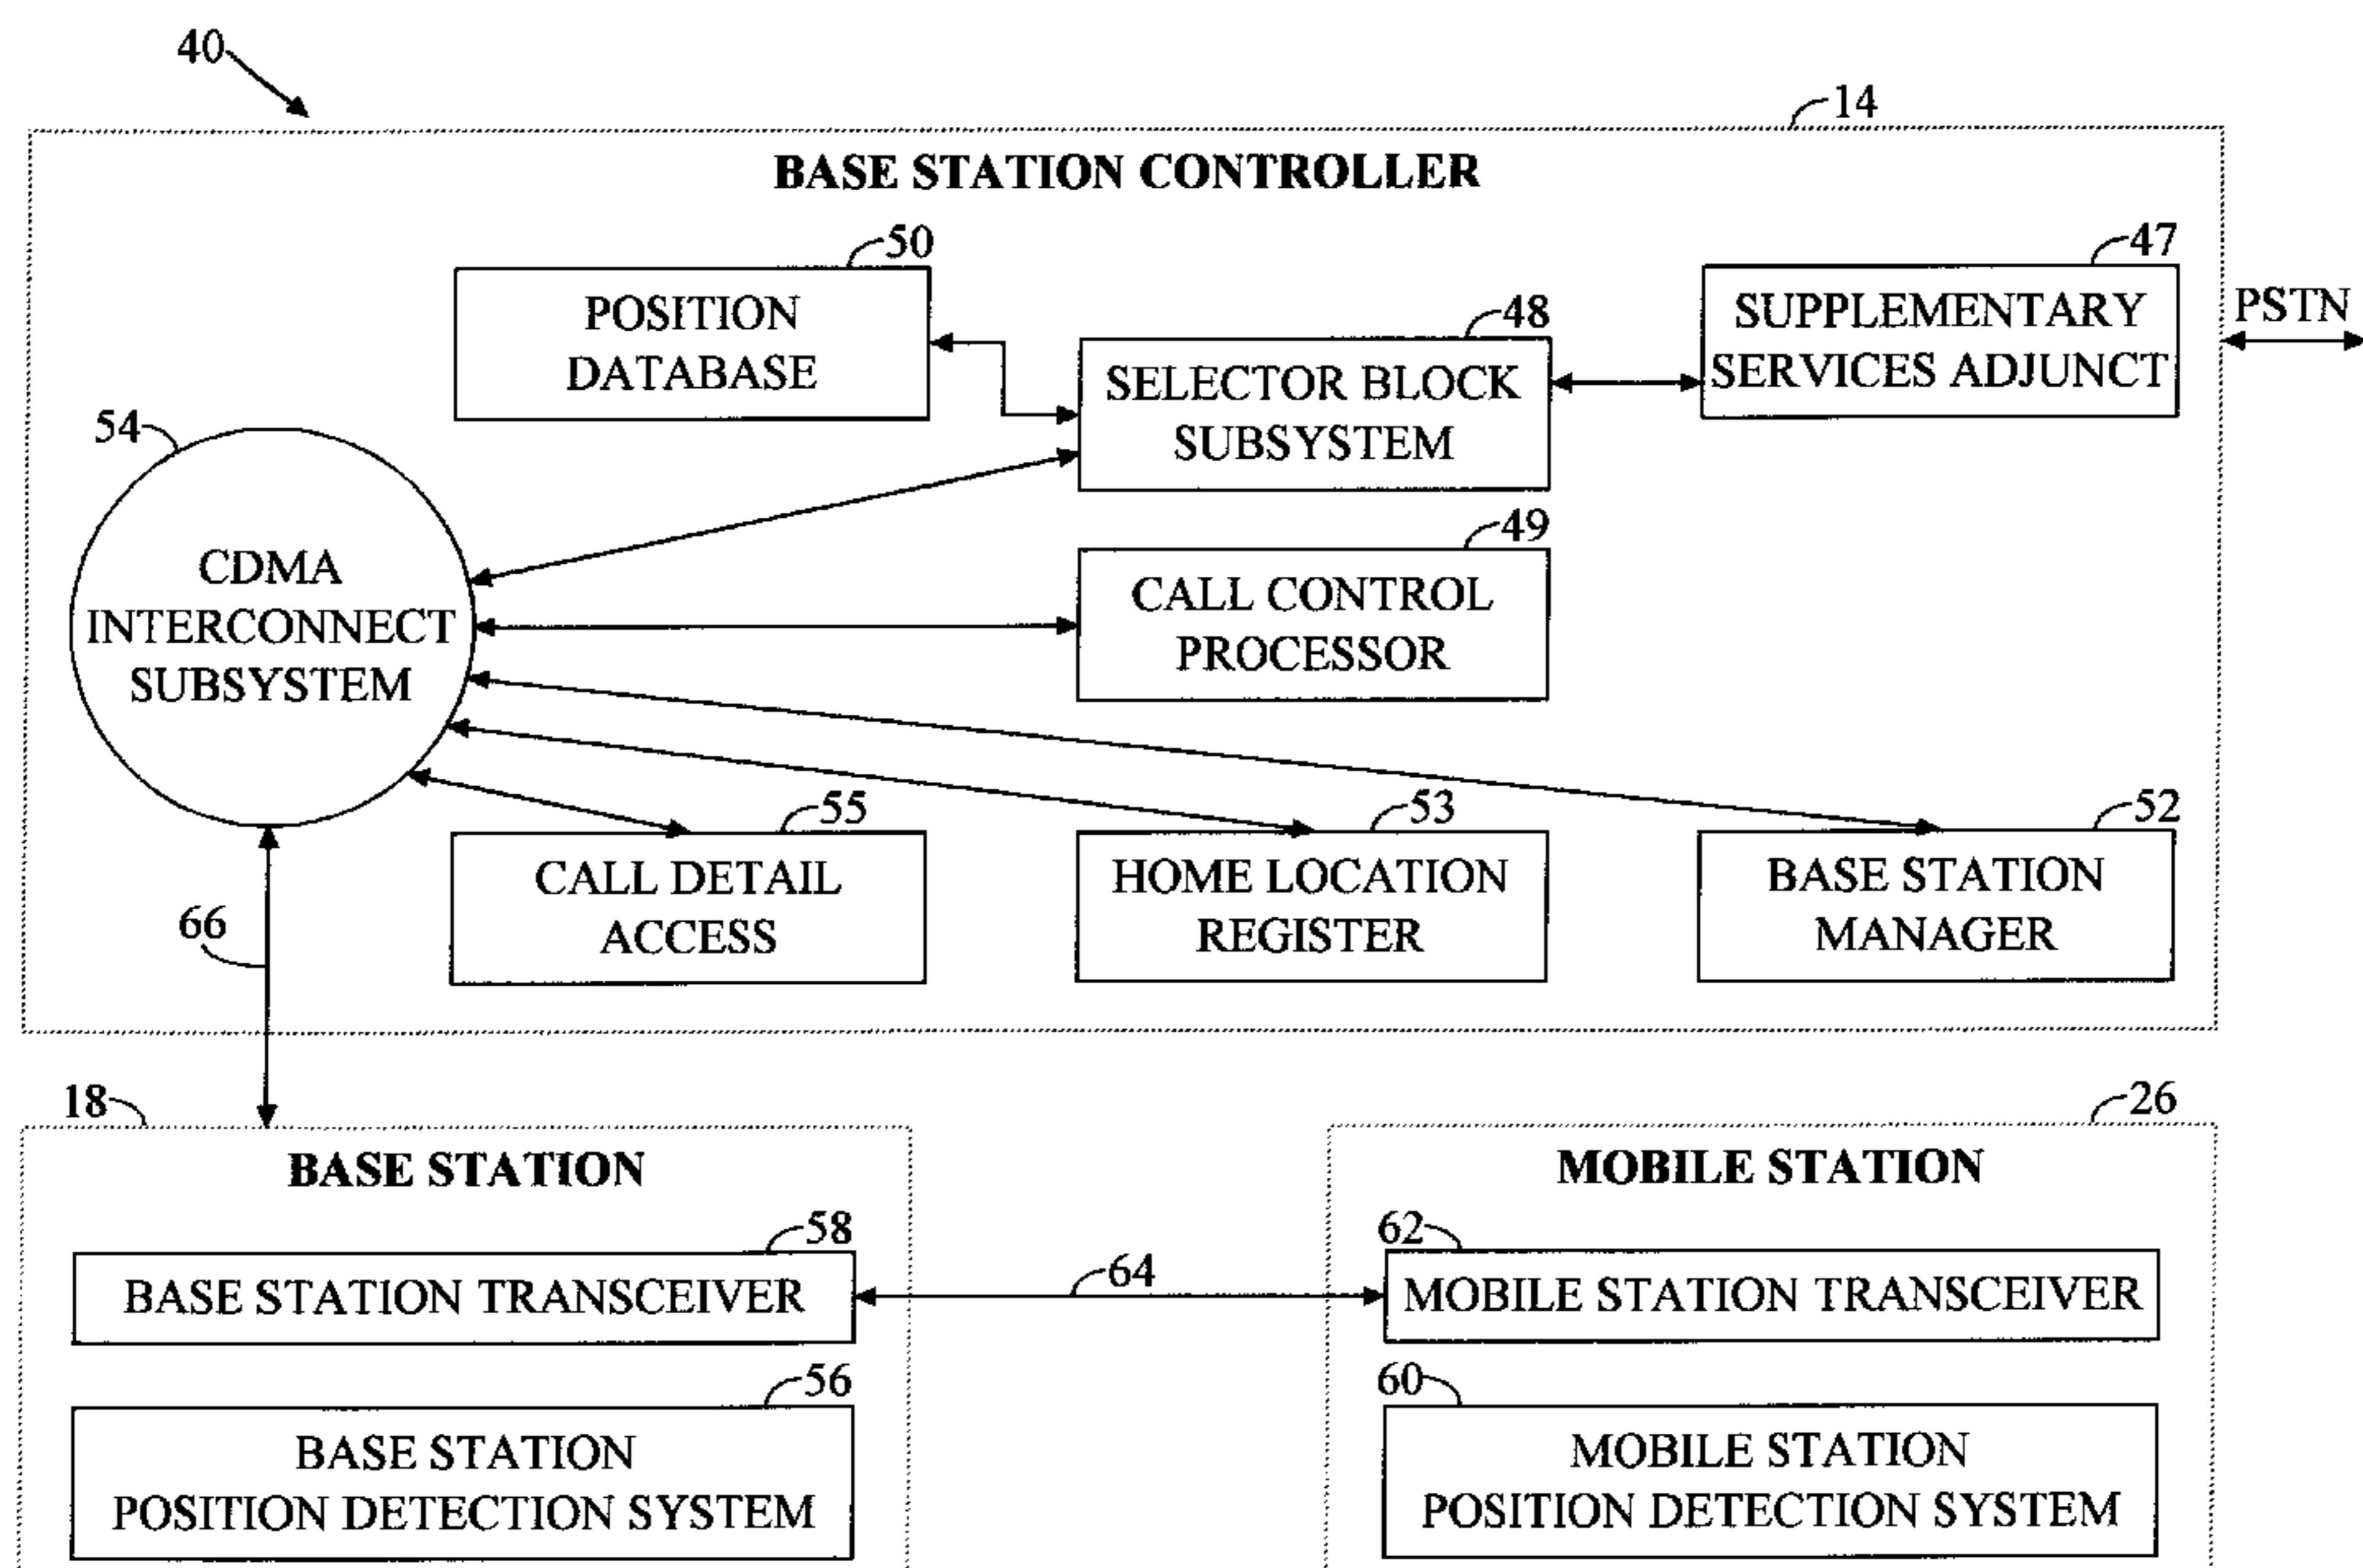 40
14
BASE STATION CONTROLLER
50
47
POSITION
DATABASE
48
SUPPLEMENTARY
SERVICES ADJUNCT
PSTN
SELECTOR BLOCK
SUBSYSTEM
54
49
CDMA
INTERCONNECT
SUBSYSTEM
CALL CONTROL
PROCESSOR
55
53
52
CALL DETAIL
ACCESS
HOME LOCATION
REGISTER
BASE STATION
MANAGER
66
18
26
BASE STATION
MOBILE STATION
58
62
BASE STATION TRANSCEIVER
64
MOBILE STATION TRANSCEIVER
56
60
BASE STATION
POSITION DETECTION SYSTEM
MOBILE STATION
POSITION DETECTION SYSTEM